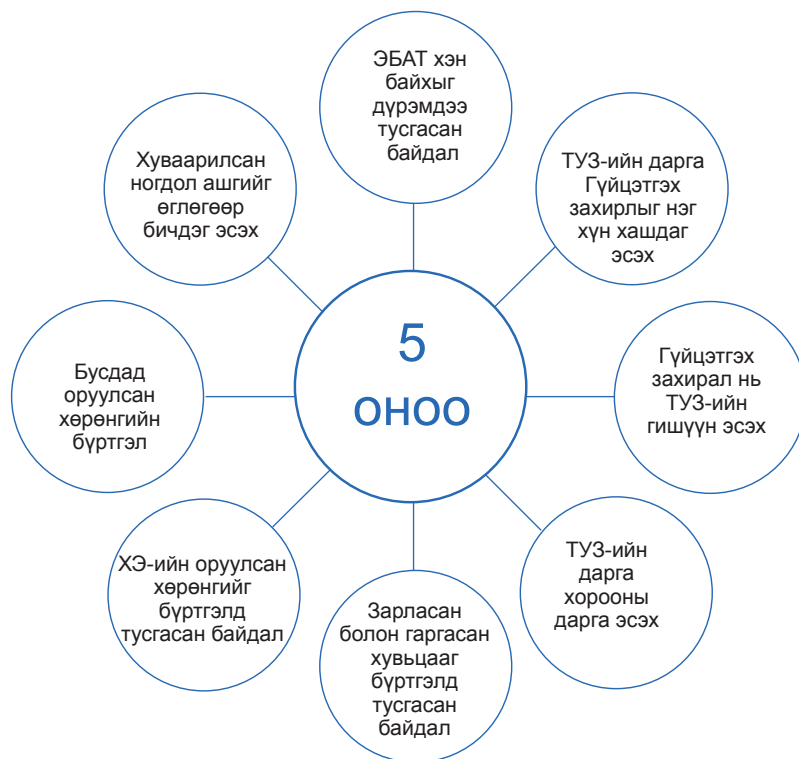 ЭБАТ хэн
байхыг
дүрэмдээ
тусгасан
байдал
ТУЗ-ийн дарга
Гүйцэтгэх
захирлыг нэг
хүн хашдаг
эсэх
Гүйцэтгэх
захирал нь
ТУЗ-ийн
гишүүн эсэх
ТУЗ-ийн
дарга
хорооны
дарга эсэх
Зарласан
болон гаргасан
хувьцааг
бүртгэлд
тусгасан
байдал
ХЭ-ийн оруулсан
хөрөнгийг
бүртгэлд
тусгасан байдал
Бусдад
оруулсан
хөрөнгийн
бүртгэл
Хуваарилсан
ногдол ашгийг
өглөгөөр
бичдэг эсэх
5
оноо